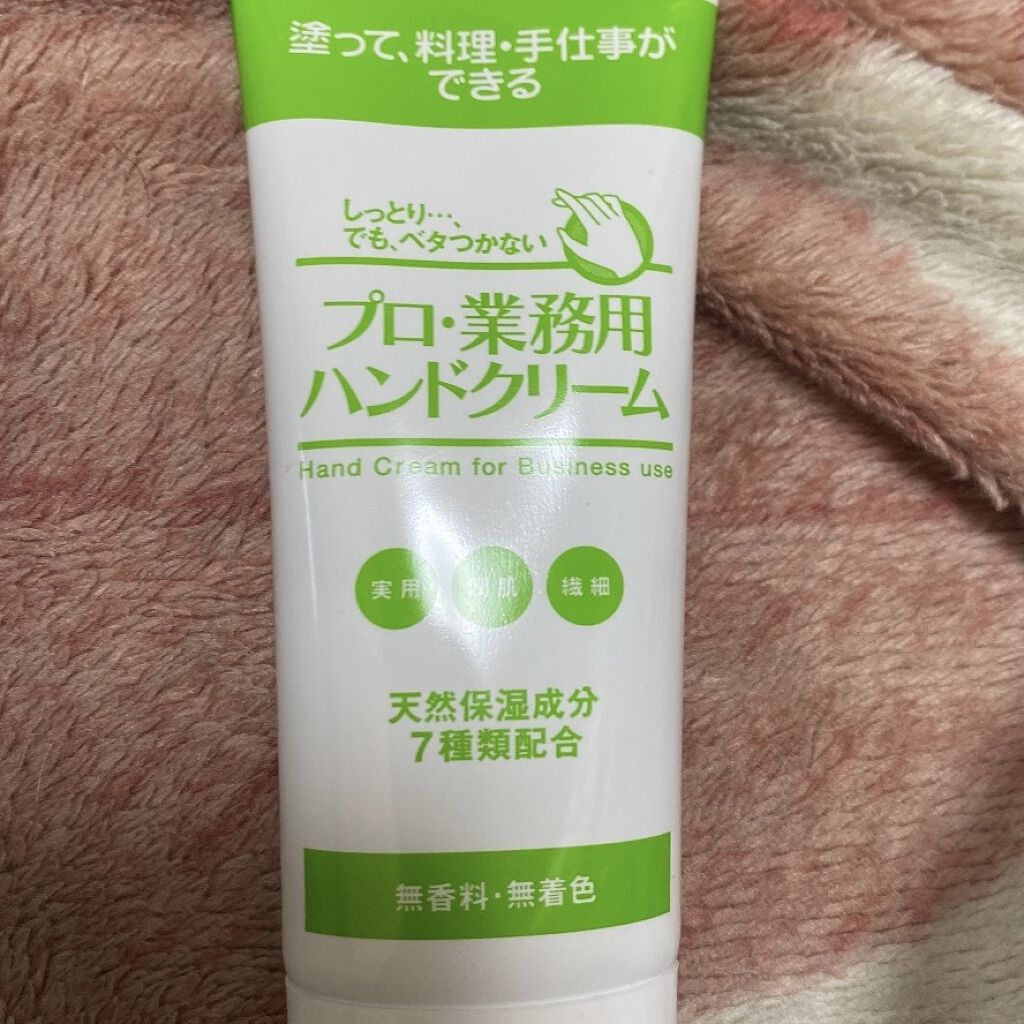 塗って、料理・手仕事が
できる
しっとり…、
でも、ベタつかない
プロ・業務用
ハンドクリーム
Hand Cream for Business use
実用
肌
繊細
天然保湿成分
7種類配合
無香料・無着色